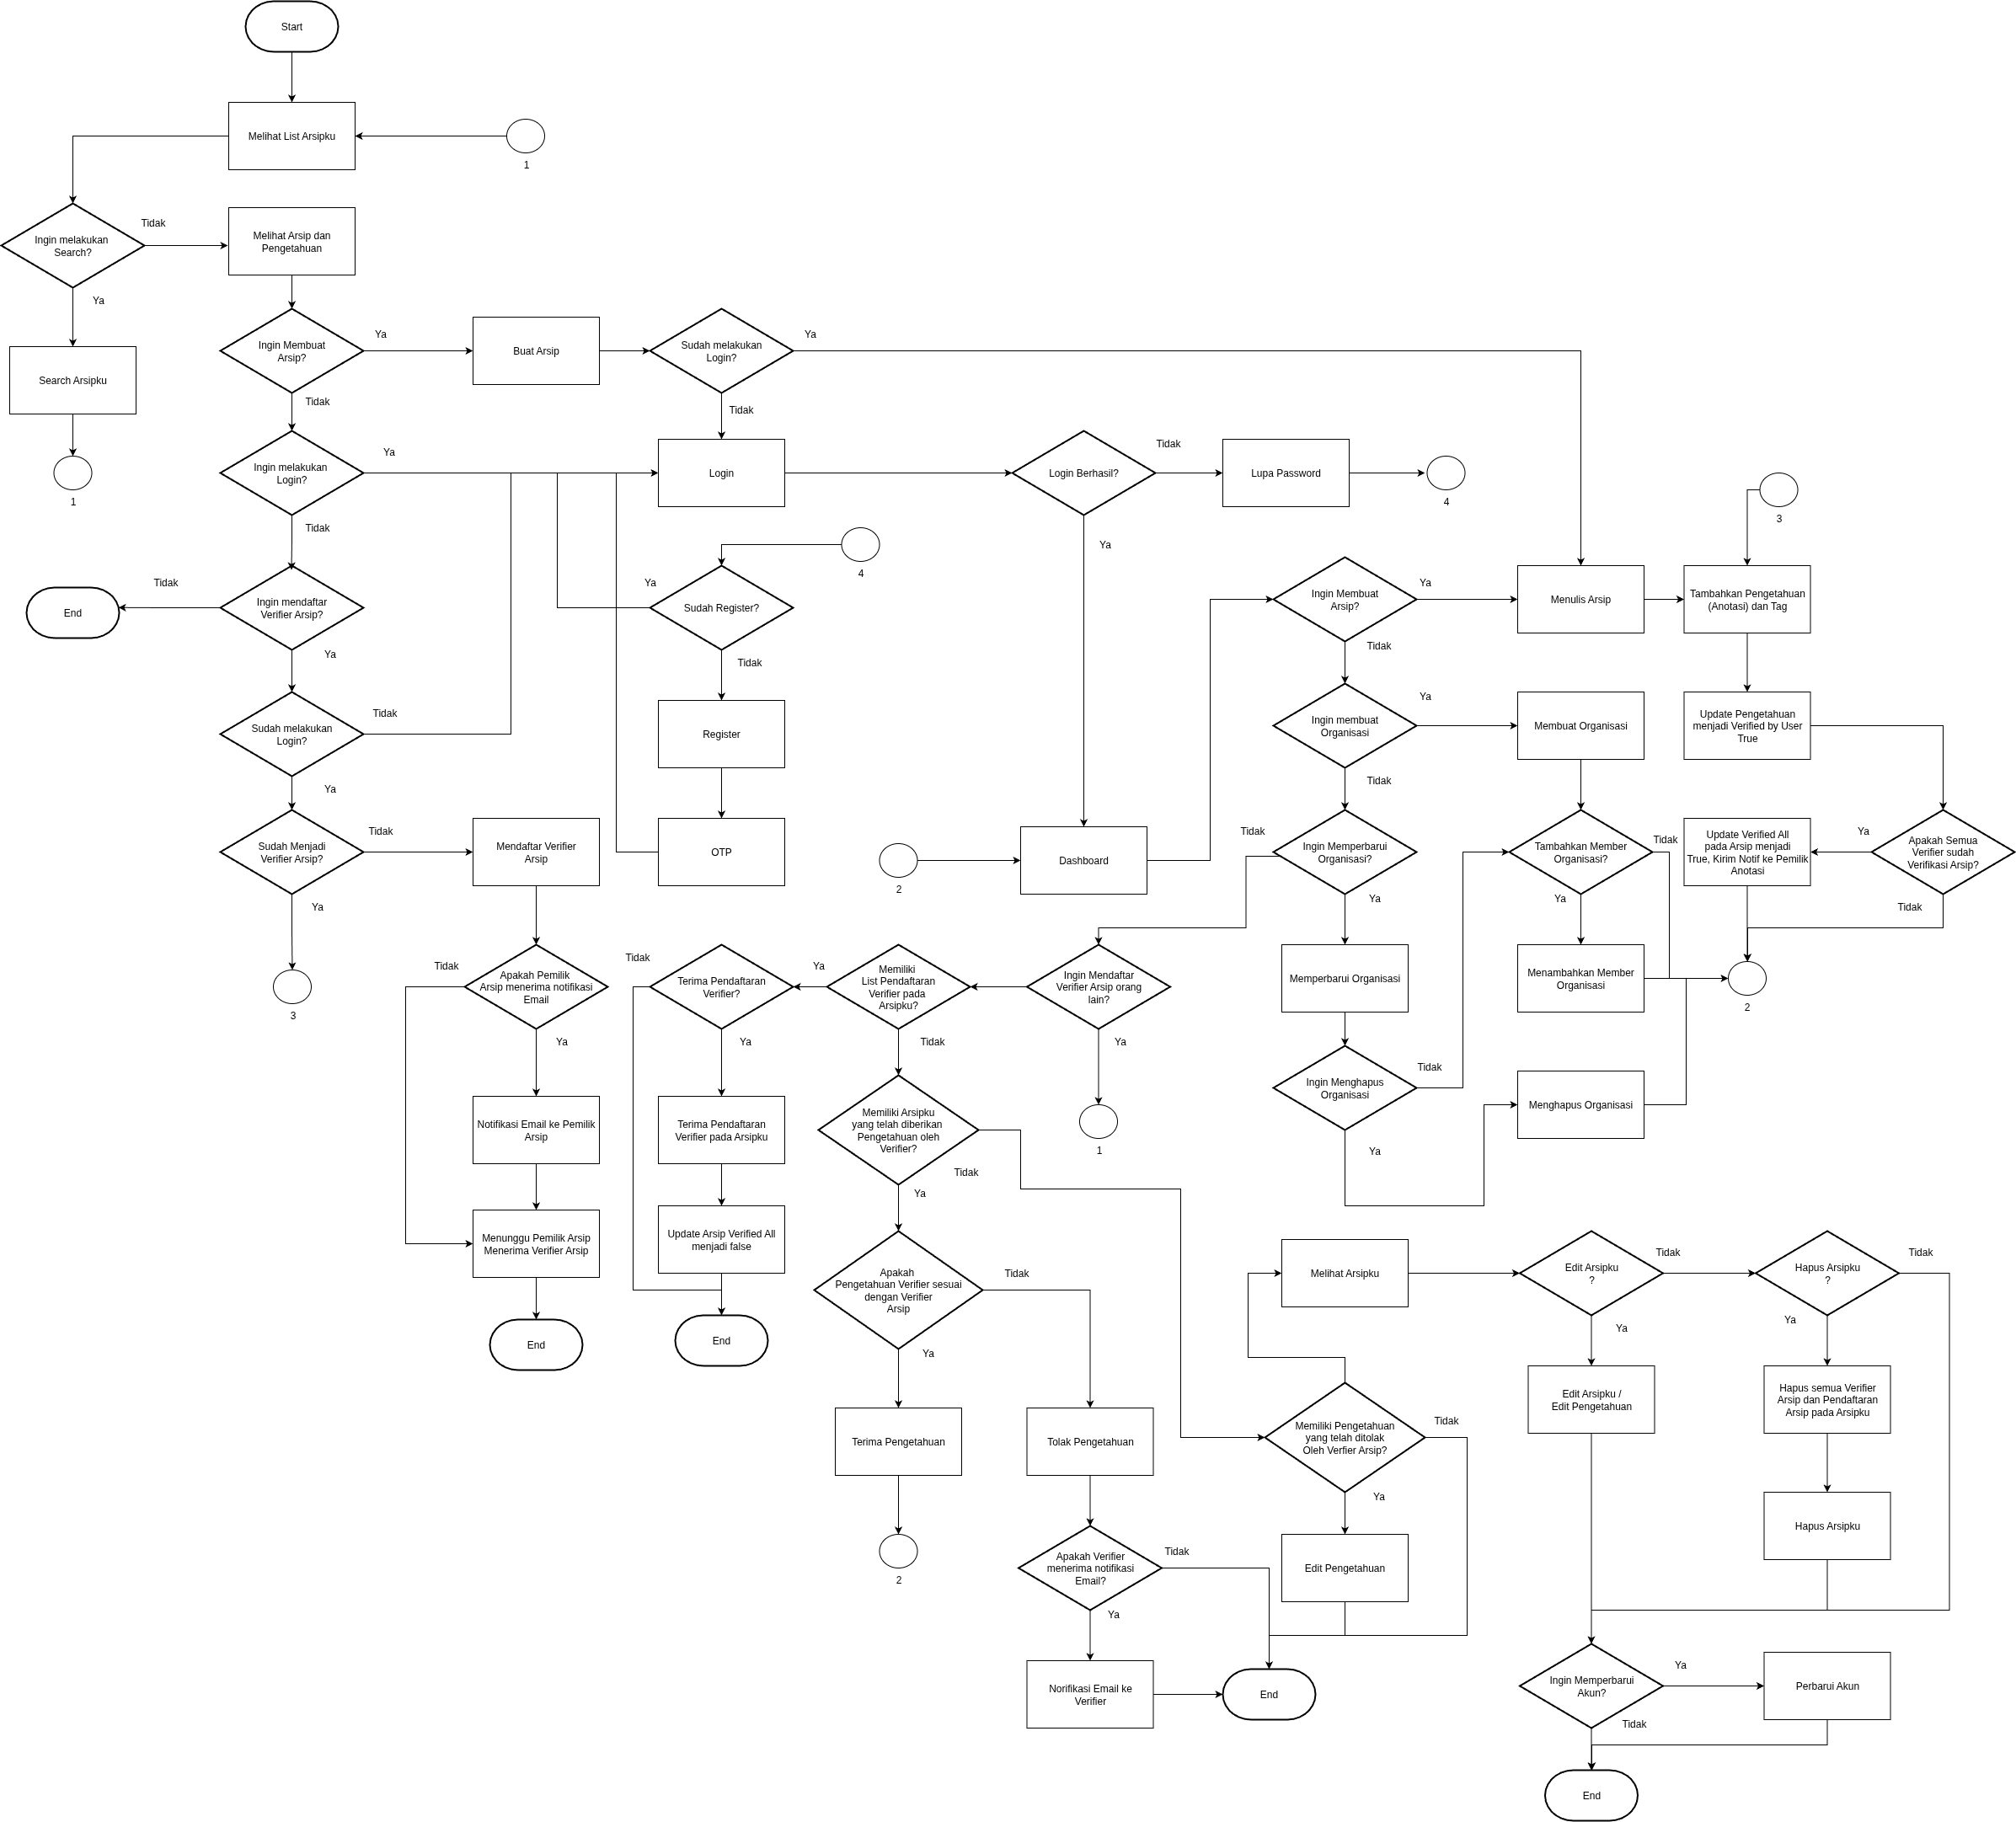 Start
Melihat List Arsipku
1
Ingin melakukan
Search?
Tidak
Melihat Arsip dan
Pengetahuan
Ya
Search Arsipku
1
Ingin Membuat
Arsip?
Ya
Buat Arsip
Sudah melakukan
Login?
Ya
Tidak
Tidak
Ingin melakukan
Login?
Ya
Login
Login Berhasil?
Tidak
Lupa Password
4
Tidak
Ya
3
4
Ingin mendaftar
Verifier Arsip?
Tidak
End
Ya
Sudah Register?
Ya
Tidak
Register
OTP
Sudah melakukan
Login?
Tidak
Ya
Sudah Menjadi
Verifier Arsip?
Tidak
Mendaftar Verifier
Arsip
Ya
3
2
Dashboard
Ingin Membuat
Arsip?
Ya
Menulis Arsip
Tambahkan Pengetahuan
(Anotasi) dan Tag
Tidak
Ingin membuat
Organisasi
Ya
Membuat Organisasi
Update Pengetahuan
menjadi Verified by User
True
Tidak
Tidak
Ingin Memperbarui
Organisasi?
Ya
Tambahkan Member
Organisasi?
Tidak
Ya
Update Verified All
pada Arsip menjadi
True, Kirim Notif ke Pemilik
Anotasi
Ya
Apakah Semua
Verifier sudah
Verifikasi Arsip?
Tidak
Tidak
Apakah Pemilik
Arsip menerima notifikasi
Email
Ya
Tidak
Terima Pendaftaran
Verifier?
Ya
Ya
Memiliki
List Pendaftaran
Verifier pada
Arsipku?
Tidak
Ingin Mendaftar
Verifier Arsip orang
lain?
Ya
1
Memperbarui Organisasi
Menambahkan Member
Organisasi
2
Ingin Menghapus
Organisasi
Tidak
Ya
Menghapus Organisasi
Notifikasi Email ke Pemilik
Arsip
Menunggu Pemilik Arsip
Menerima Verifier Arsip
End
Terima Pendaftaran
Verifier pada Arsipku
Update Arsip Verified All
menjadi false
End
Memiliki Arsipku
yang telah diberikan
Pengetahuan oleh
Verifier?
Tidak
Ya
Apakah
Pengetahuan Verifier sesuai
dengan Verifier
Arsip
Tidak
Ya
Terima Pengetahuan
2
Tolak Pengetahuan
Apakah Verifier
menerima notifikasi
Email?
Tidak
Ya
Norifikasi Email ke
Verifier
End
Melihat Arsipku
Memiliki Pengetahuan
yang telah ditolak
Oleh Verfier Arsip?
Tidak
Ya
Edit Pengetahuan
Edit Arsipku
?
Tidak
Ya
Hapus Arsipku
?
Tidak
Ya
Edit Arsipku /
Edit Pengetahuan
Hapus semua Verifier
Arsip dan Pendaftaran
Arsip pada Arsipku
Hapus Arsipku
Ingin Memperbarui
Akun?
Ya
Perbarui Akun
Tidak
End